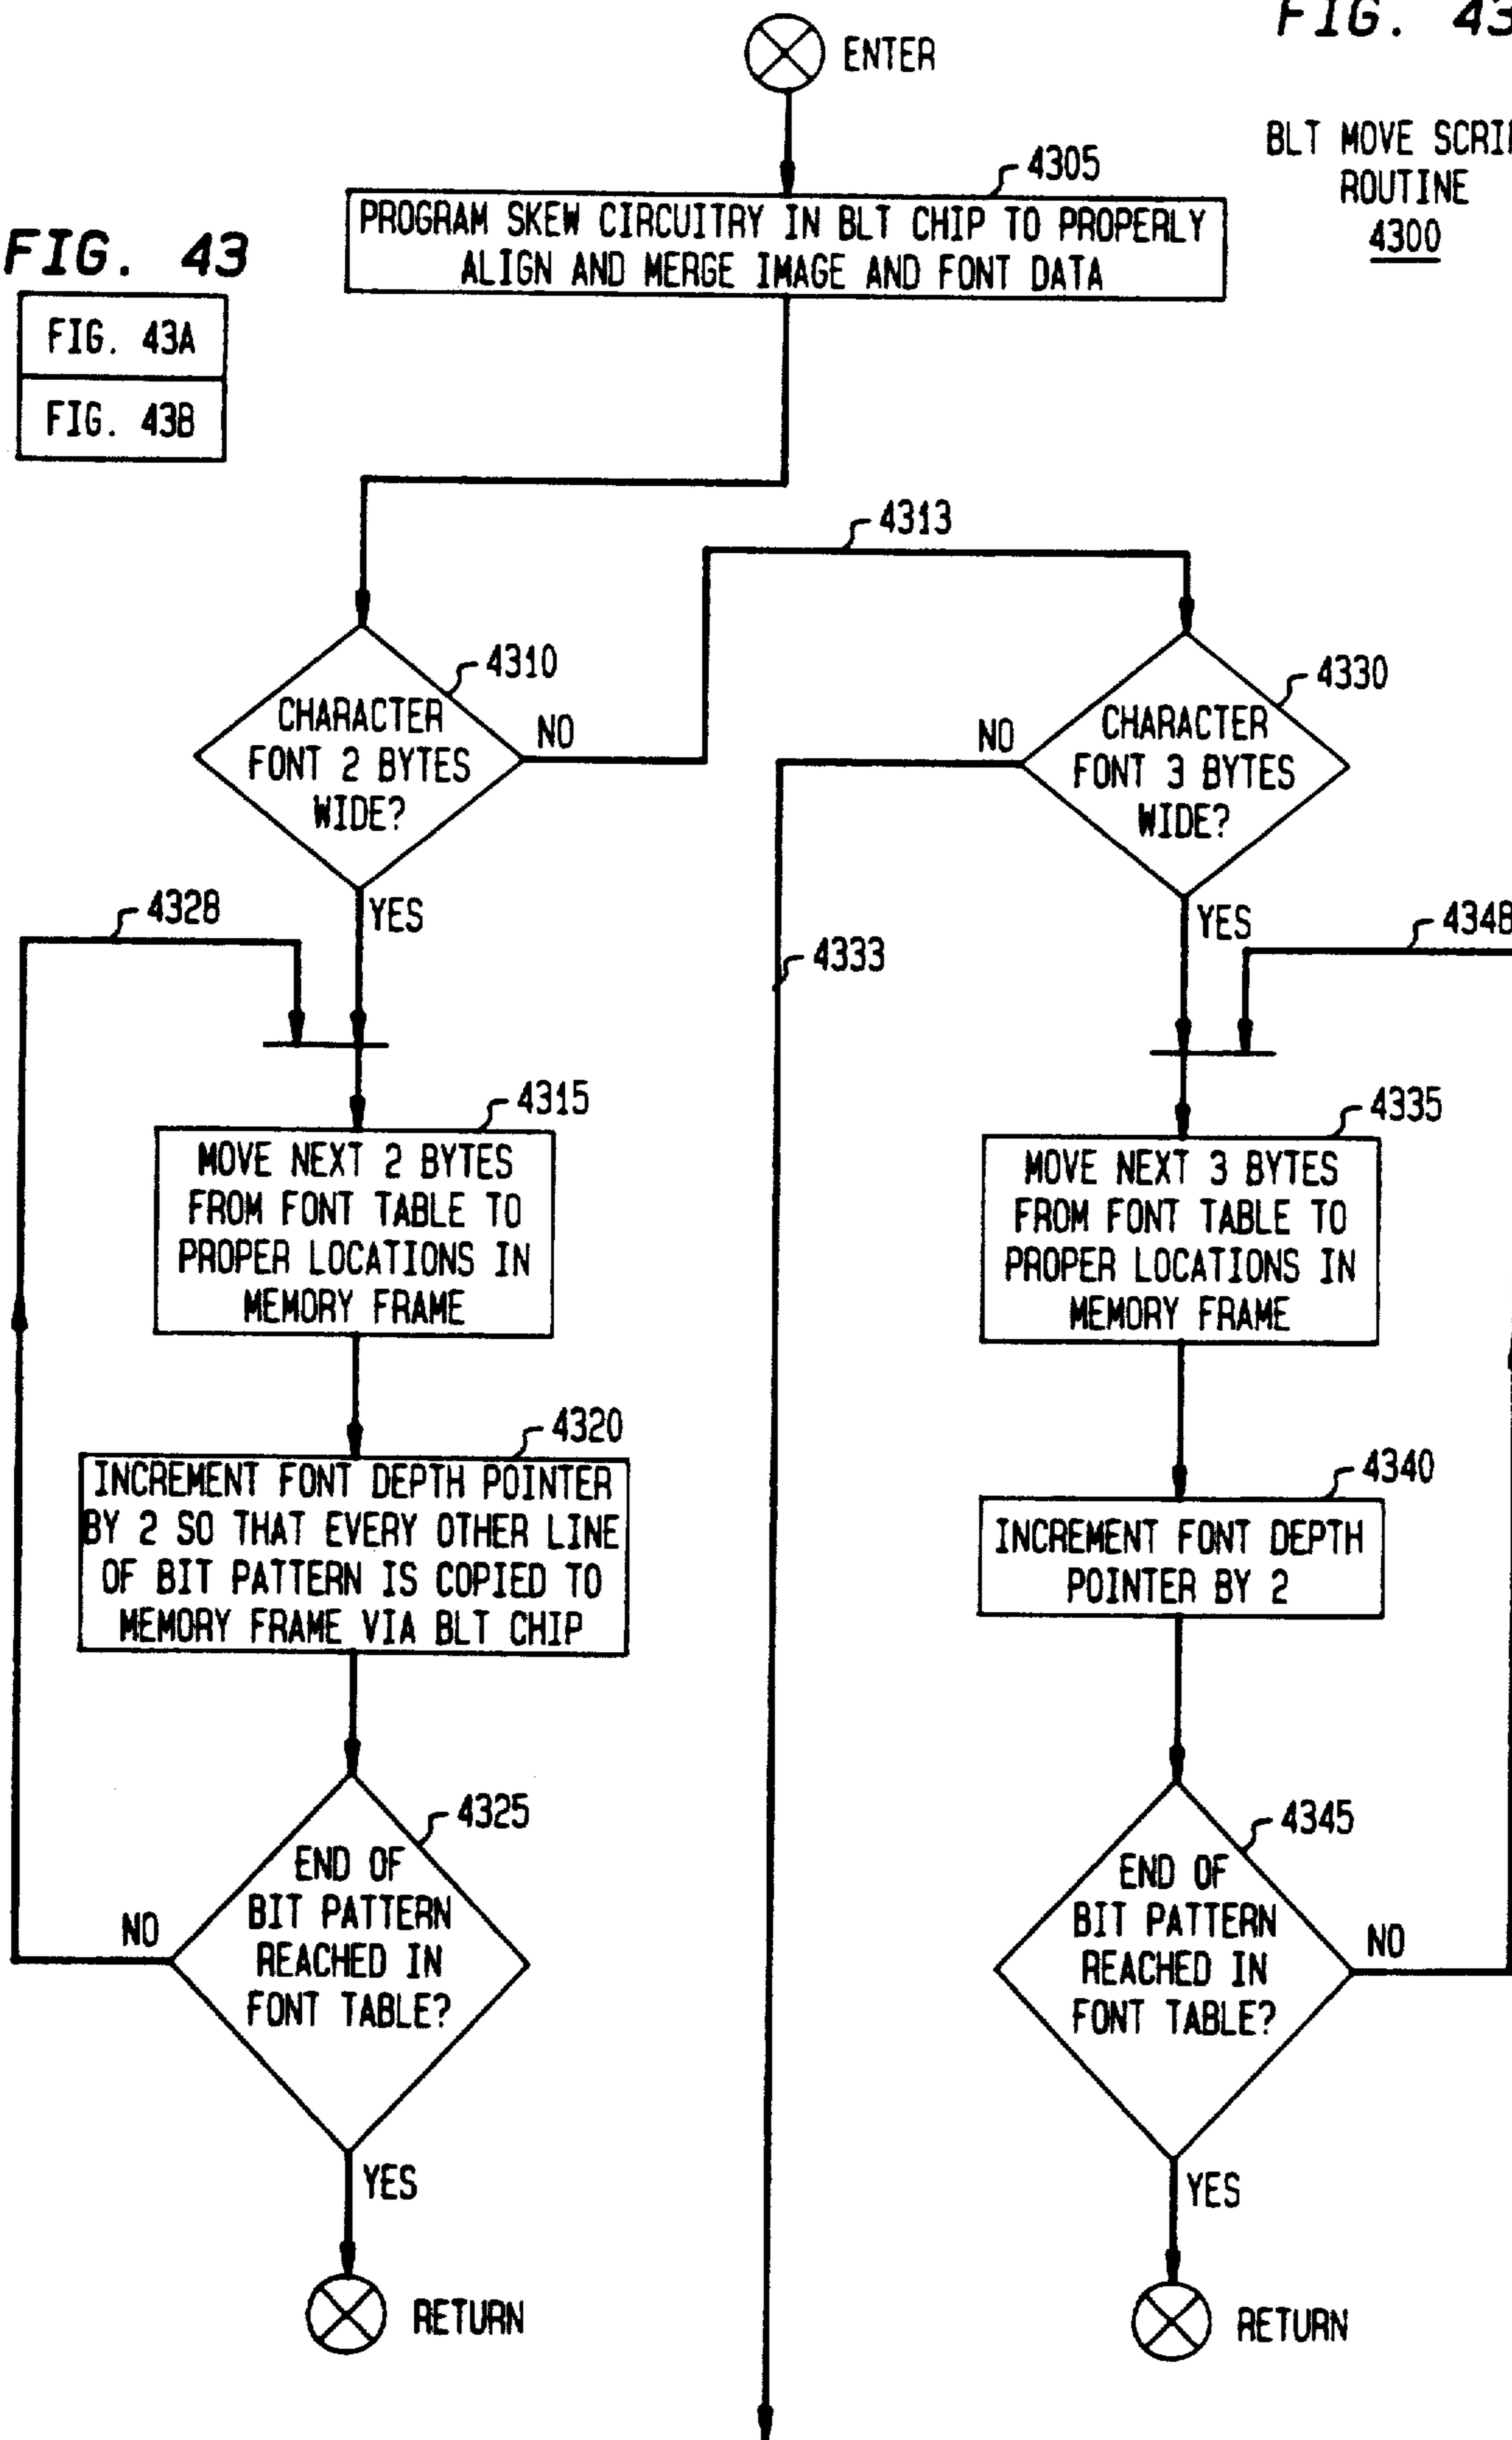 FIG. 43
ENTER
BLT MOVE
ROUTINE
4300
4305
PROGRAM SKEW CIRCUITRY IN BLT CHIP TO PROPERLY
ALIGN AND MERGE IMAGE AND FONT DATA
FIG. 43
FIG. 43A
FIG. 43B
4313
4310
CHARACTER
FONT 2 BYTES
WIDE?
NO
4330
CHARACTER
FONT 3 BYTES
WIDE?
NO
YES
4328
YES
4348
4333
4315
MOVE NEXT 2 BYTES
FROM FONT TABLE TO
PROPER LOCATIONS IN
MEMORY FRAME
4335
MOVE NEXT 3 BYTES
FROM FONT TABLE TO
PROPER LOCATIONS IN
MEMORY FRAME
4320
INCREMENT FONT DEPTH POINTER
BY 2 SO THAT EVERY OTHER LINE
OF BIT PATTERN IS COPIED TO
MEMORY FRAME VIA BLT CHIP
4340
INCREMENT FONT DEPTH
POINTER BY 2
4325
END OF
BIT PATTERN
REACHED IN
FONT TABLE?
NO
4345
END OF
BIT PATTERN
REACHED IN
FONT TABLE?
NO
YES
YES
RETURN
RETURN